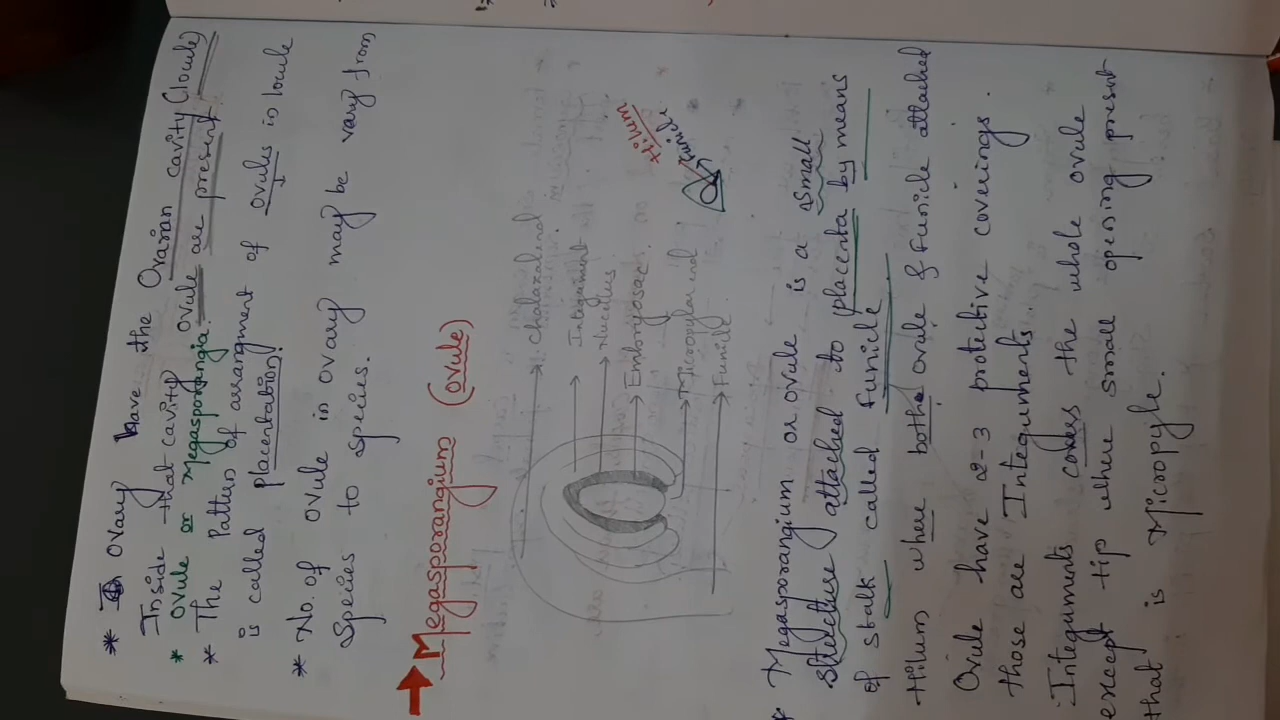 * Ovary have the Ovarian cavity (locule)
Inside that cavity ovule are present.
* Ovule or Megasporangia.
* The Pattern of arrangment of ovules in locule
is called placentation.
* No. of ovule in ovary may be vary from
Species to species.
→ Megasporangium (ovule)
chalazal end
Integument
Nucellus
Embryosac
Micropylar end
Funicle
Hilum
Funicle
* Megasporangium or ovule is a small
structure attached to placenta by means
of stalk called Funicle
Hilum where bothe ovule & Funicle attached
Ovule have 2-3 protective coverings.
those are Integuments.
Integuments covers the whole ovule
except tip where small opening present
that is Micropyle.